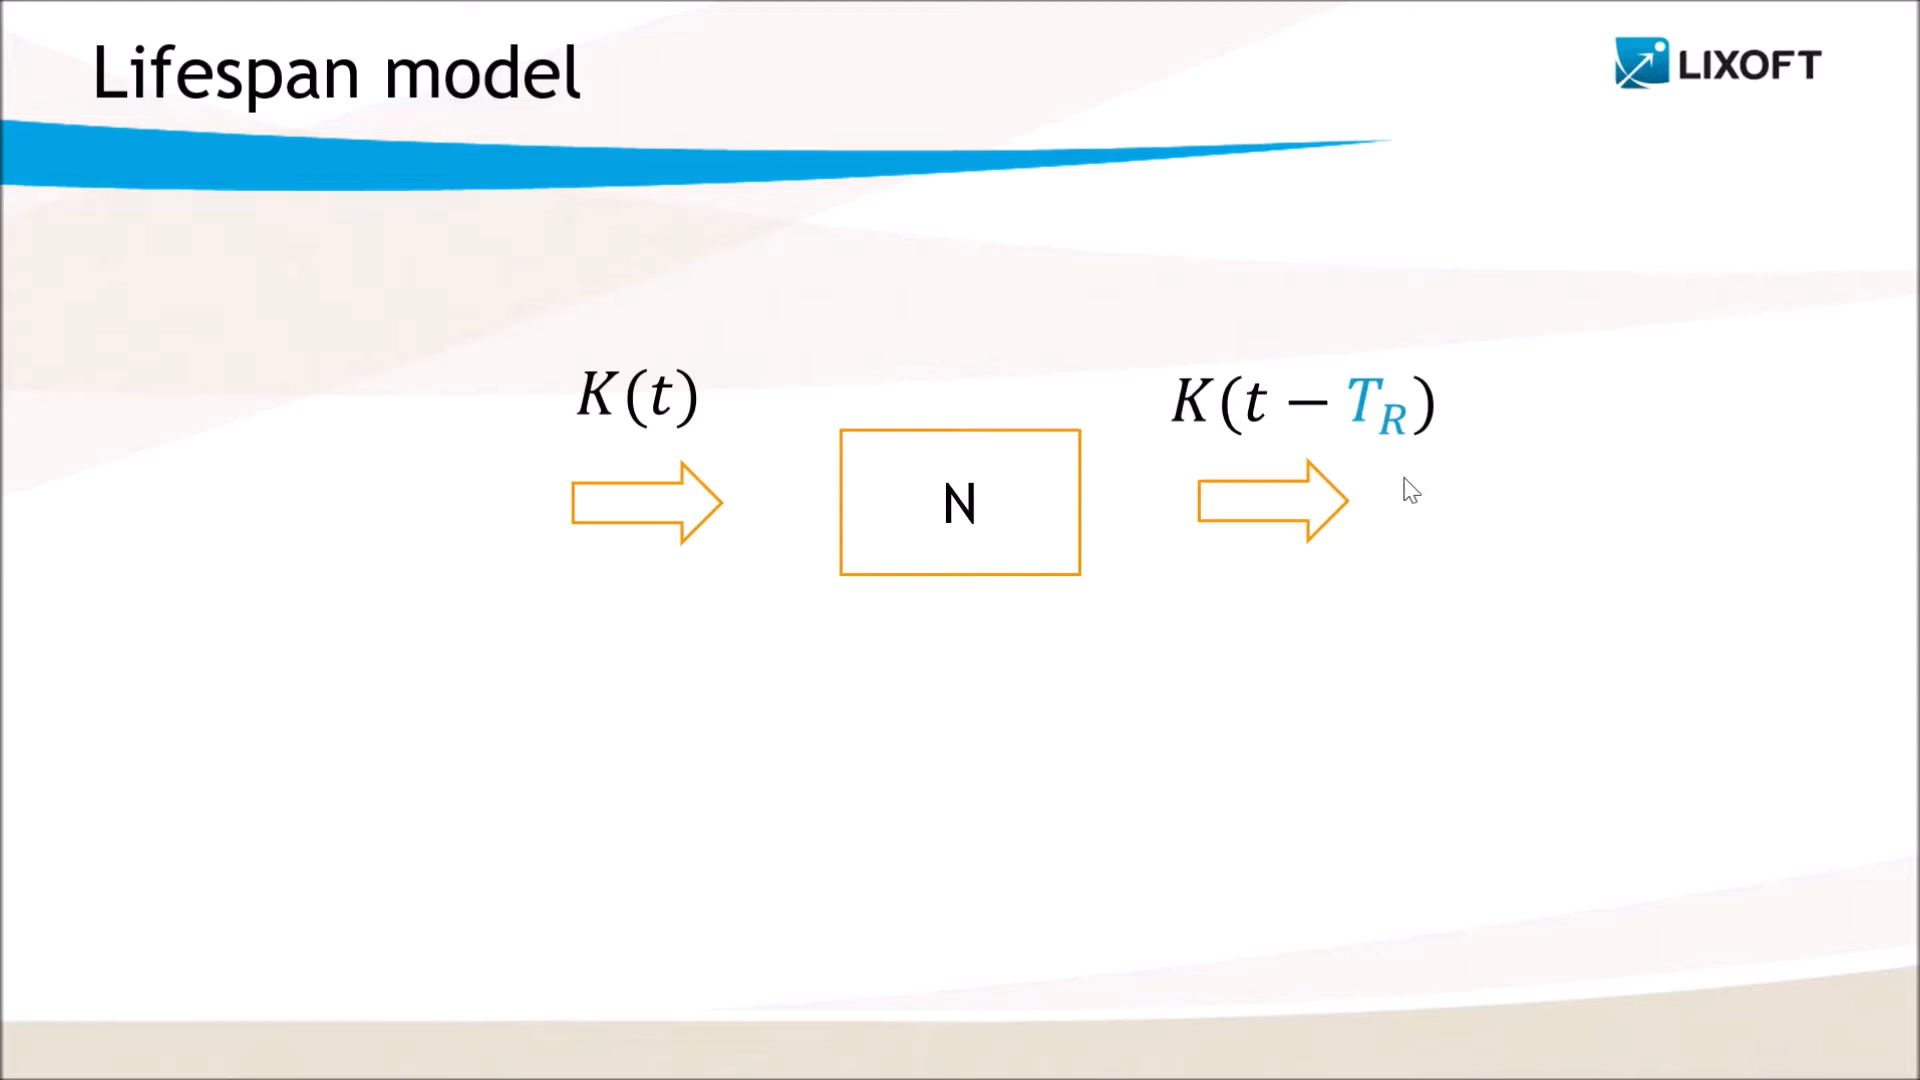 Lifespan model
LIXOFT
K(t)
K(t − T_R)
N